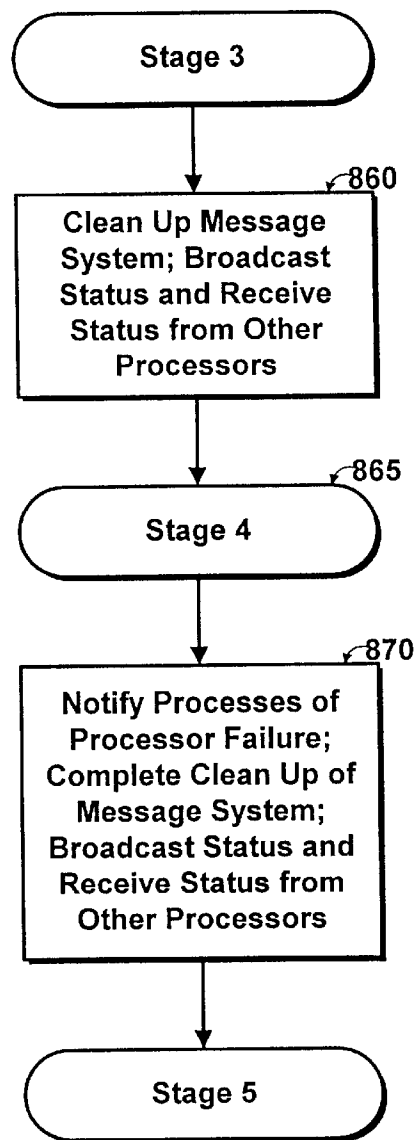 Stage 3
860
Clean Up Message
System; Broadcast
Status and Receive
Status from Other
Processors
865
Stage 4
870
Notify Processes of
Processor Failure;
Complete Clean Up of
Message System;
Broadcast Status and
Receive Status from
Other Processors
Stage 5